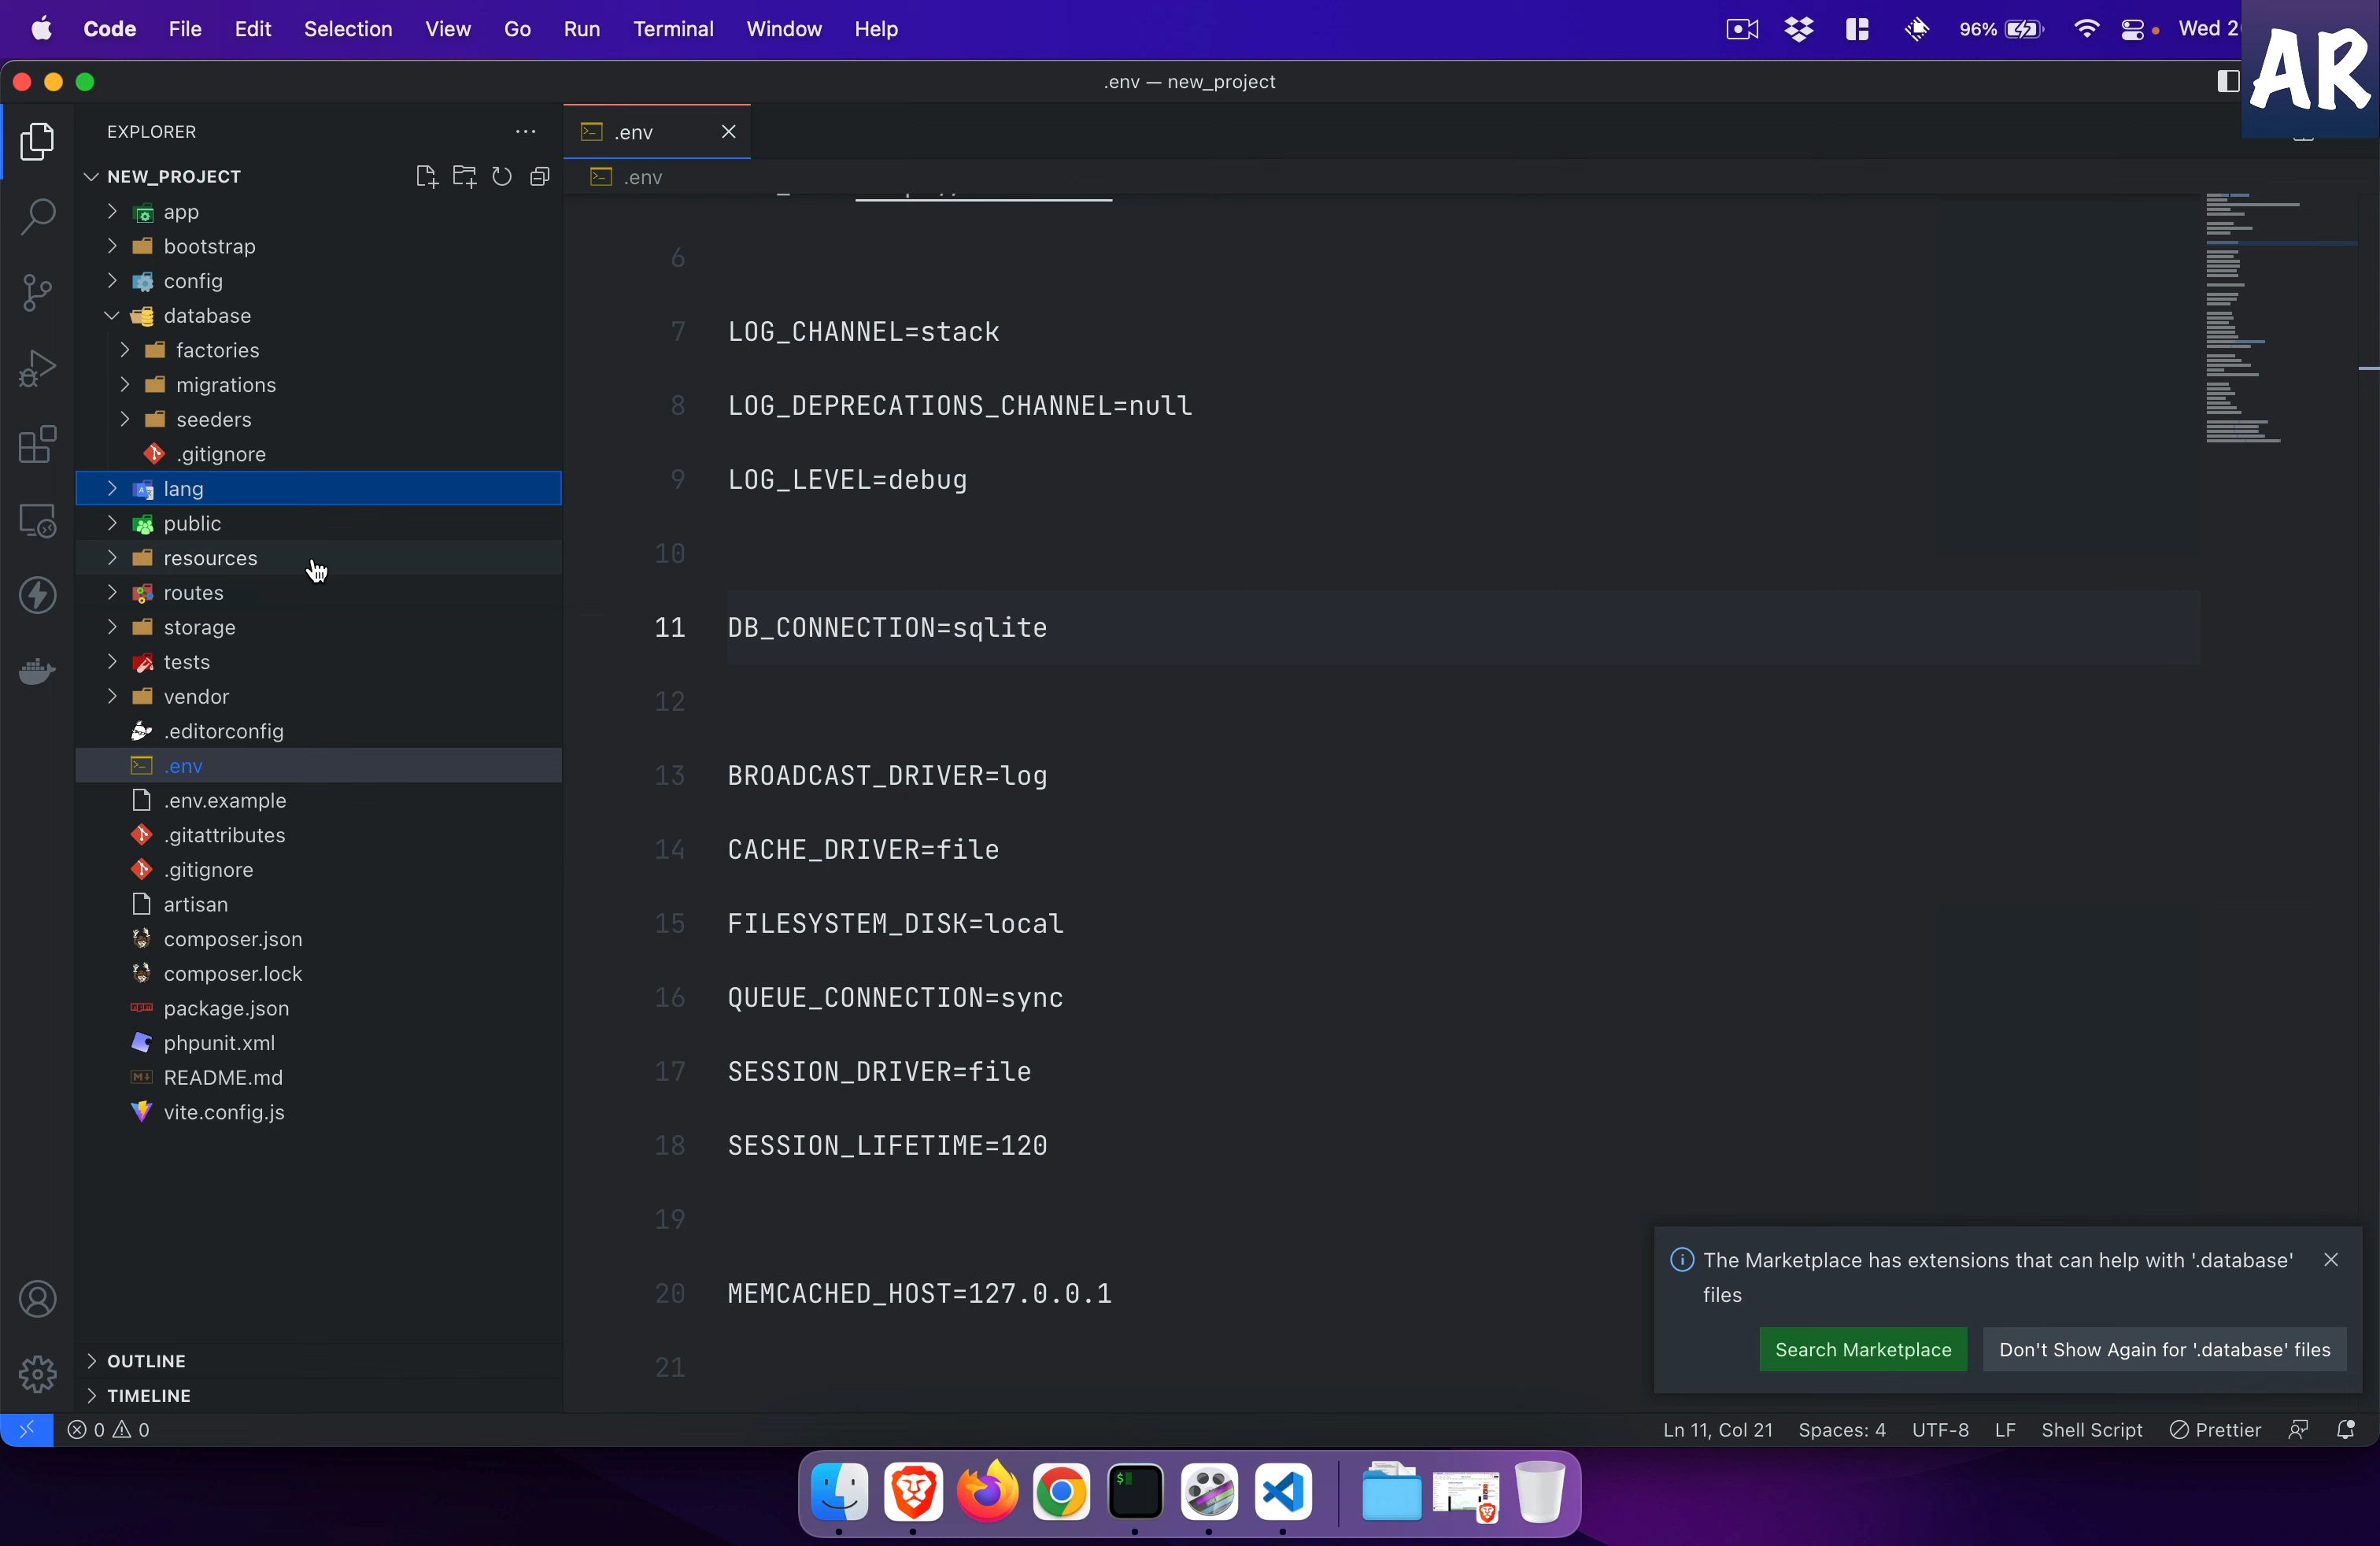 Code File Edit Selection View Go Run Terminal Window Help
96%
Wed
AR
.env — new_project
EXPLORER
NEW_PROJECT
app
bootstrap
config
database
factories
migrations
seeders
.gitignore
lang
public
resources
routes
storage
tests
vendor
.editorconfig
.env
.env.example
.gitattributes
.gitignore
artisan
composer.json
composer.lock
package.json
phpunit.xml
README.md
vite.config.js
OUTLINE
TIMELINE
.env
.env
6
7 LOG_CHANNEL=stack
8 LOG_DEPRECATIONS_CHANNEL=null
9 LOG_LEVEL=debug
10
11 DB_CONNECTION=sqlite
12
13 BROADCAST_DRIVER=log
14 CACHE_DRIVER=file
15 FILESYSTEM_DISK=local
16 QUEUE_CONNECTION=sync
17 SESSION_DRIVER=file
18 SESSION_LIFETIME=120
19
20 MEMCACHED_HOST=127.0.0.1
21
The Marketplace has extensions that can help with '.database'
files
Search Marketplace
Don't Show Again for '.database' files
0 0
Ln 11, Col 21 Spaces: 4 UTF-8 LF Shell Script Prettier